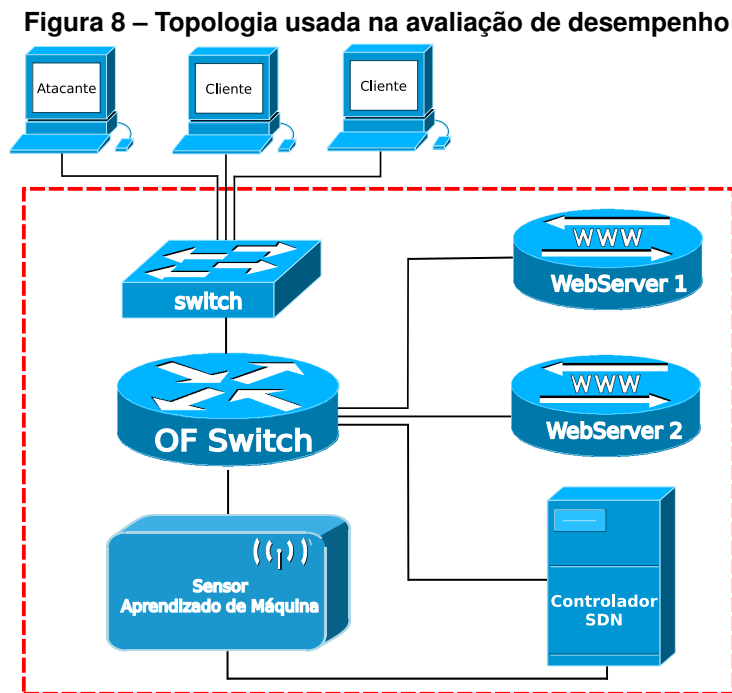 Figura 8 – Topologia usada na avaliação de desempenho
Atacante
Cliente
Cliente
switch
WWW
WebServer 1
OF Switch
WWW
WebServer 2
Sensor
Aprendizado de Máquina
Controlador
SDN